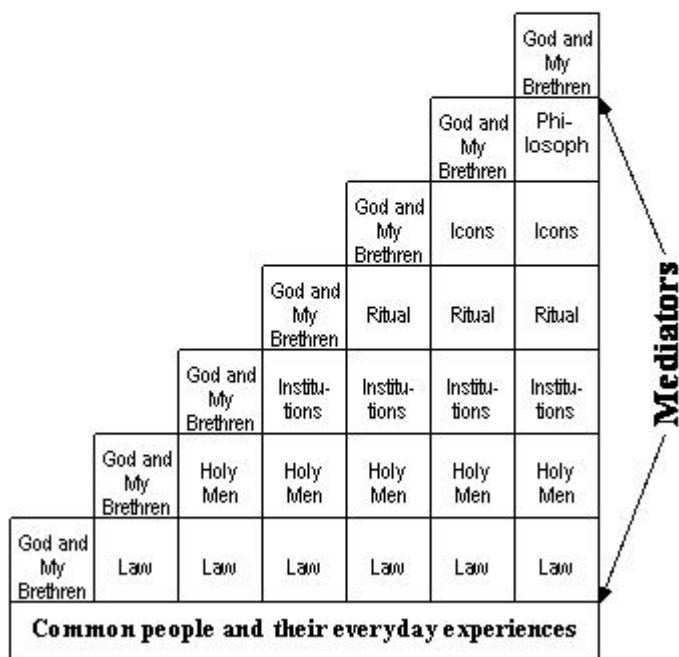 God and
My
Brethren
God and
My
Brethren
Phi-
losoph
God and
My
Brethren
Icons
Icons
God and
My
Brethren
Ritual
Ritual
Ritual
God and
My
Brethren
Institu-
tions
Institu-
tions
Institu-
tions
Institu-
tions
God and
My
Brethren
Holy
Men
Holy
Men
Holy
Men
Holy
Men
Holy
Men
God and
My
Brethren
Law
Law
Law
Law
Law
Law
Common people and their everyday experiences
Mediators